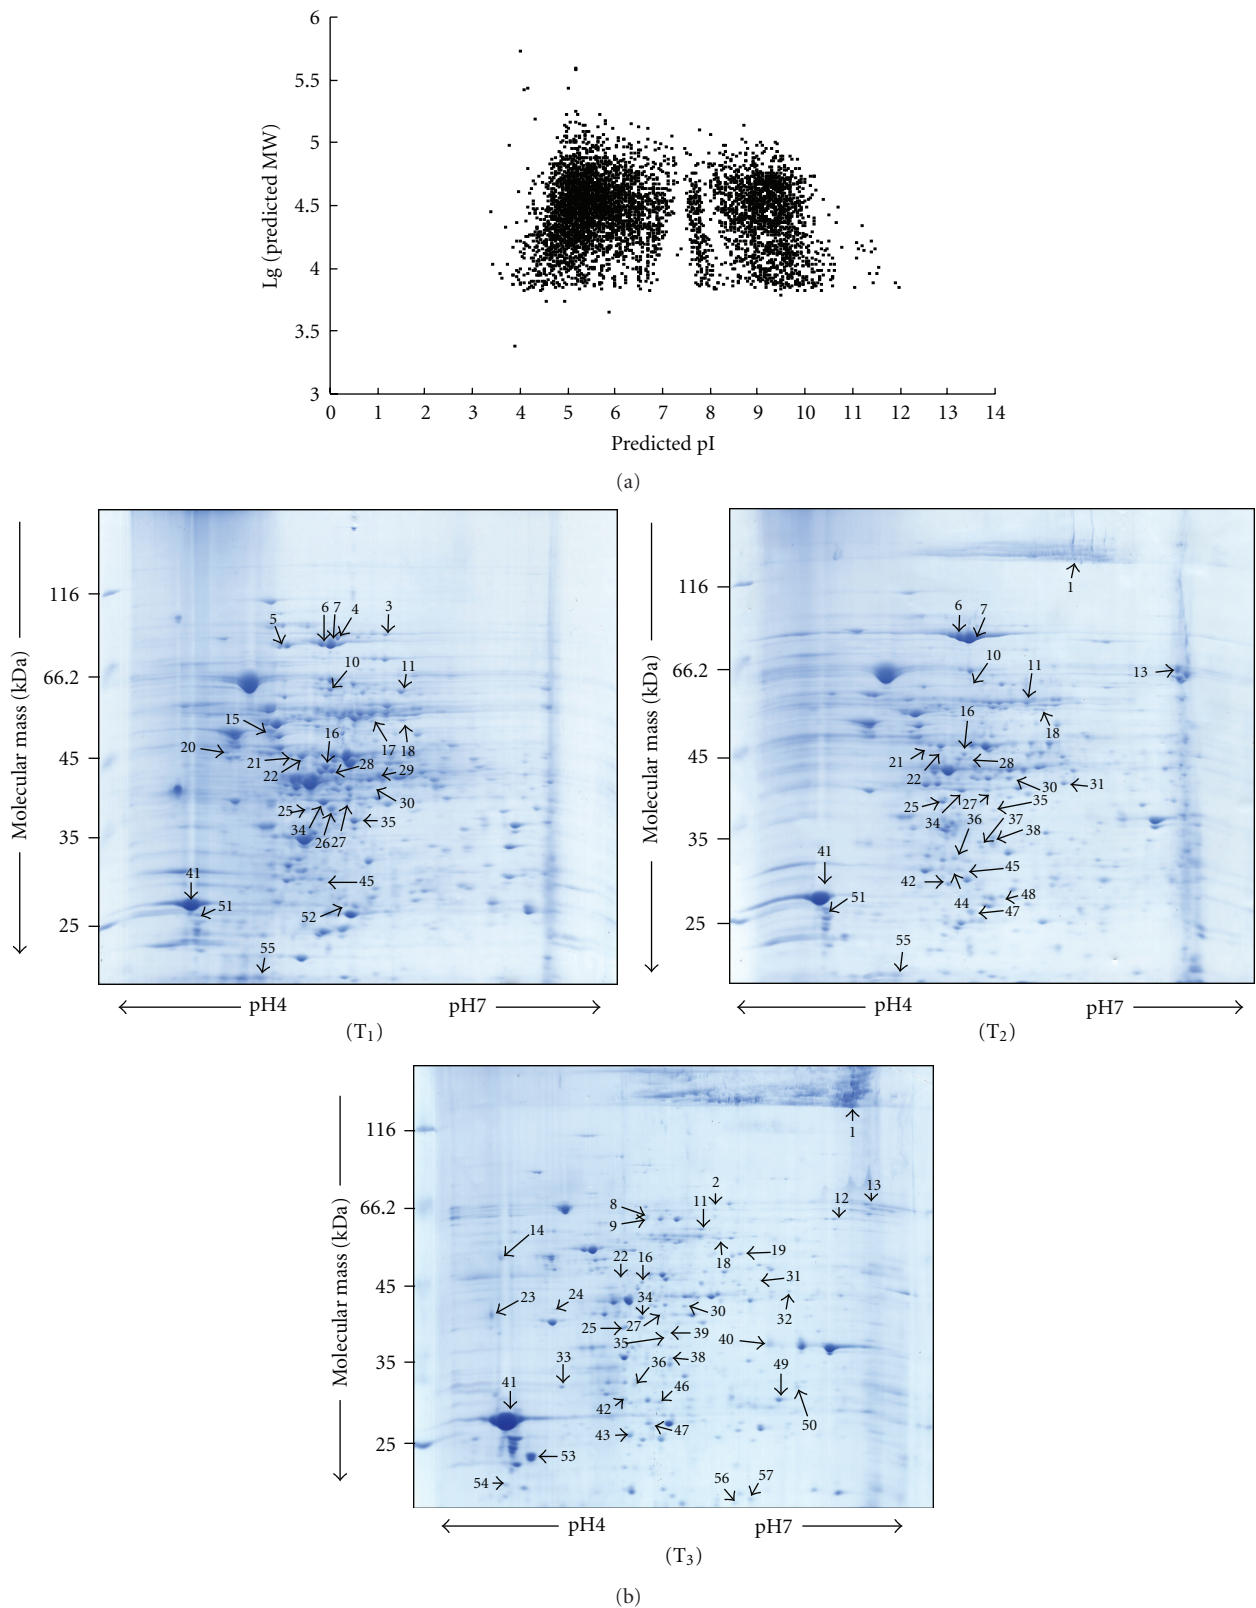 6
5.5
5
4.5
4
3.5
3
Lg (predicted MW)
0 1 2 3 4 5 6 7 8 9 10 11 12 13 14
Predicted pI
(a)
Molecular mass (kDa)
116
66.2
45
35
25
5 6 7 4 3
10 11
15 16 17 18
20 21 22 28 29
30
25 34 26 27 35
41 45
51 52
55
pH4 pH7
(T1)
Molecular mass (kDa)
116
66.2
45
35
25
1
6 7
10 11 13
16 18
21 22 28
30 31
25 34 27 36 35
37
38
41 42 45
44 48
51 47
55
pH4 pH7
(T2)
Molecular mass (kDa)
116
66.2
45
35
25
1
2
8 11 12 13
9
14 22 16 18 19
31
23 24 34 30 32
25 27
35 39 40
33 36 38 49
41 42 46 50
43 47
53
54 56 57
pH4 pH7
(T3)
(b)